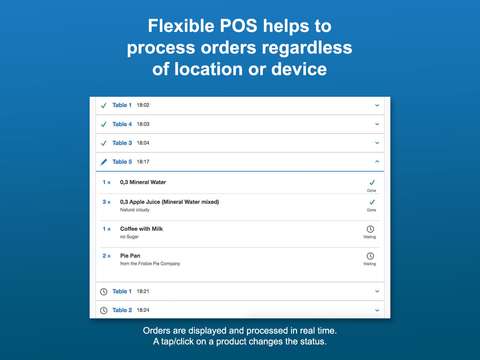 Flexible POS helps to
process orders regardless
of location or device
Table 1 18:02
Table 4 18:03
Table 3 18:04
Table 5 18:17
1 x 0,3 Mineral Water
Done
3 x 0,3 Apple Juice (Mineral Water mixed)
Natural cloudy Done
1 x Coffee with Milk
no Sugar Waiting
2 x Pie Pan
from the Frisbie Pie Company Waiting
Table 1 18:21
Table 2 18:24
Orders are displayed and processed in real time.
A tap/click on a product changes the status.